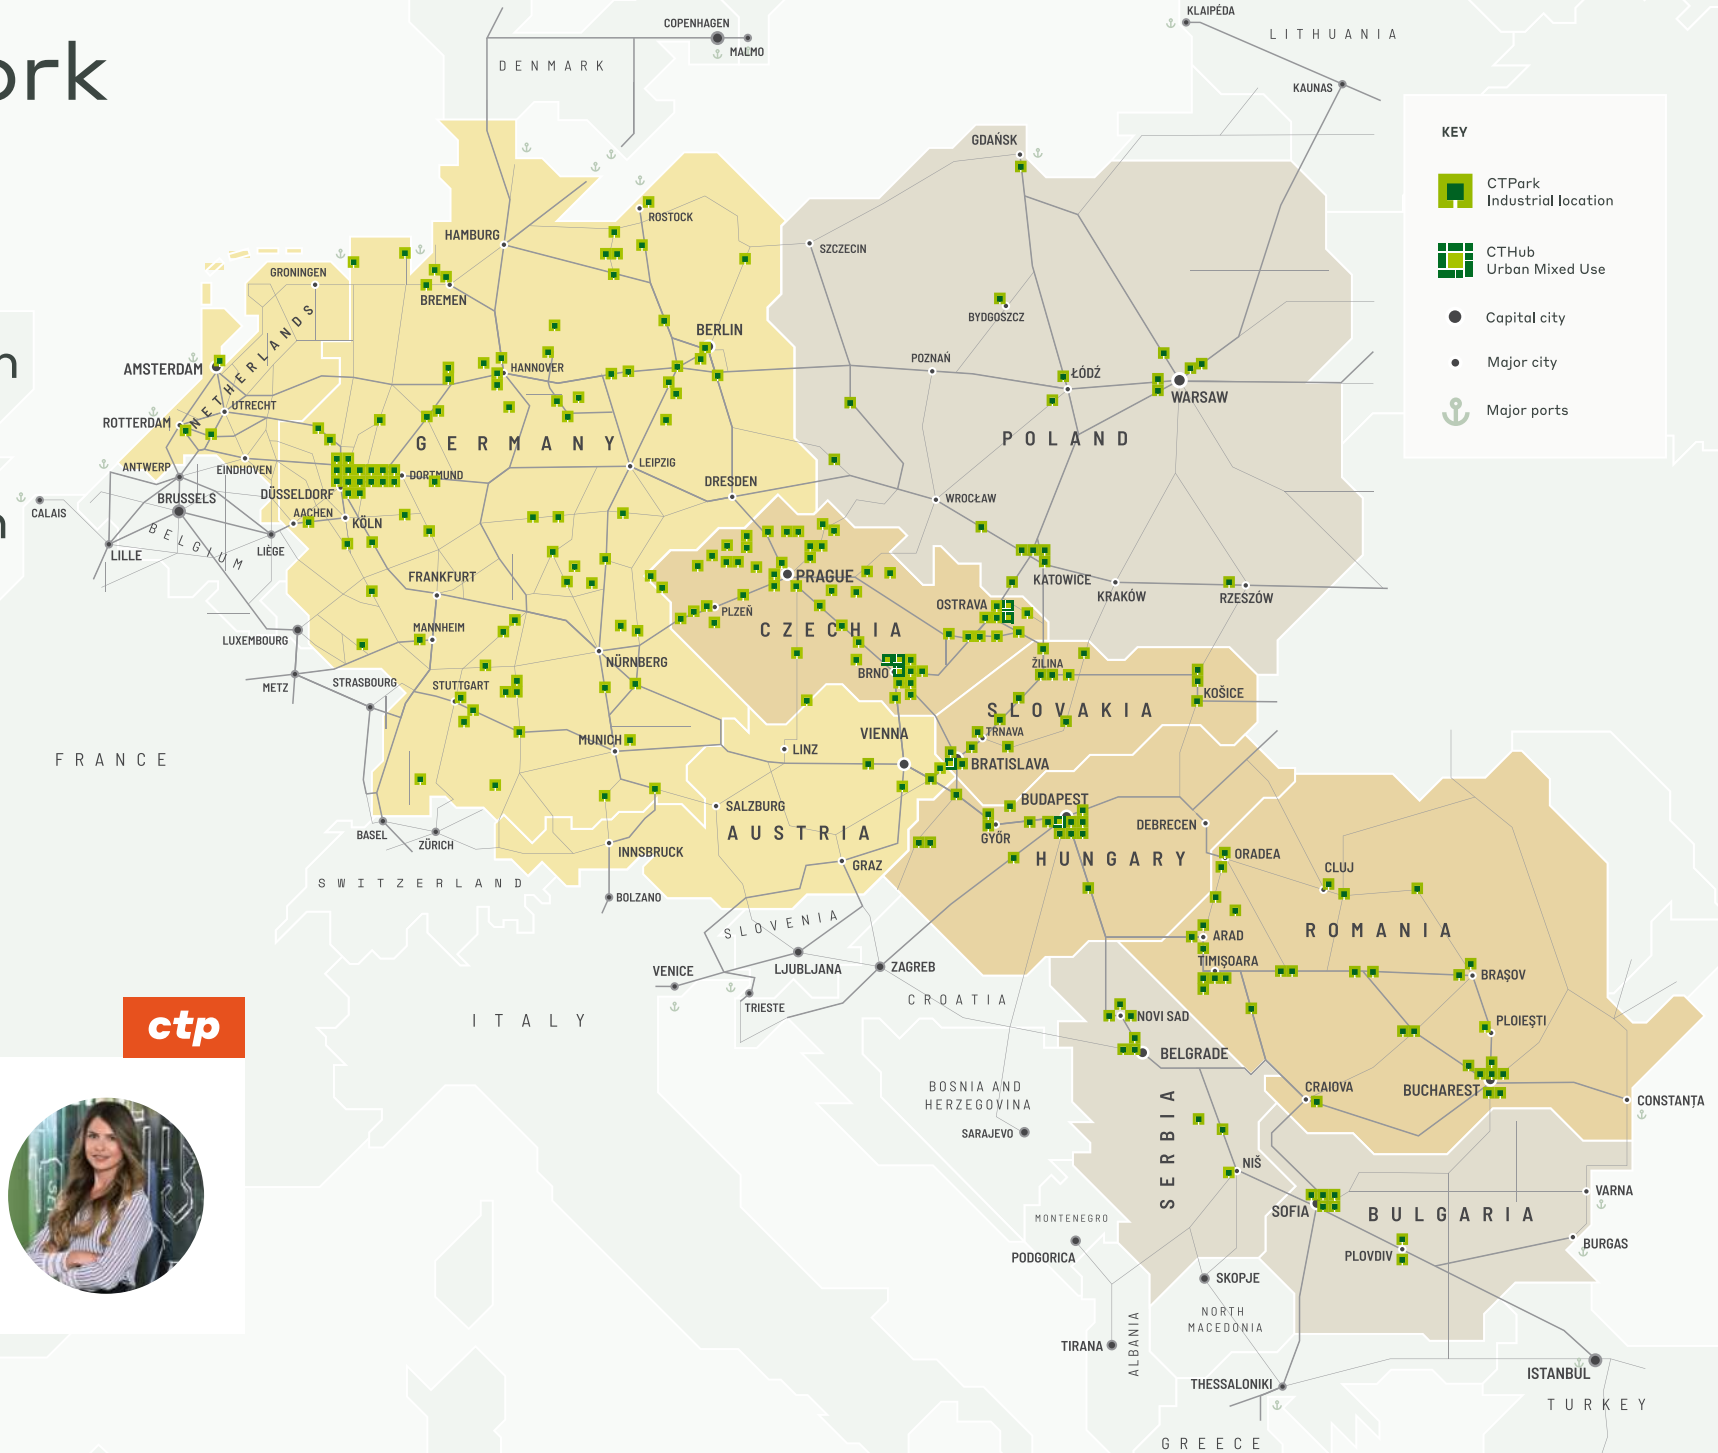 ork
n
n
KEY
CTPark
Industrial location
CTHub
Urban Mixed Use
Capital city
Major city
Major ports
COPENHAGEN
MALMO
DENMARK
KLAIPÉDA
LITHUANIA
KAUNAS
GDAŃSK
ROSTOCK
HAMBURG
SZCZECIN
GRONINGEN
BREMEN
BYDGOSZCZ
NETHERLANDS
BERLIN
AMSTERDAM
HANNOVER
POZNAŃ
ŁÓDŹ
WARSAW
UTRECHT
ROTTERDAM
GERMANY
POLAND
ANTWERP
EINDHOVEN
DORTMUND
LEIPZIG
DRESDEN
BRUSSELS
DÜSSELDORF
WROCŁAW
CALAIS
AACHEN
KÖLN
BELGIUM
LILLE
LIÈGE
FRANKFURT
PRAGUE
KATOWICE
KRAKÓW
RZESZÓW
OSTRAVA
PLZEŇ
CZECHIA
MANNHEIM
LUXEMBOURG
NÜRNBERG
ŽILINA
BRNO
METZ
STRASBOURG
STUTTGART
KOŠICE
SLOVAKIA
VIENNA
TRNAVA
MUNICH
LINZ
BRATISLAVA
FRANCE
SALZBURG
BUDAPEST
DEBRECEN
BASEL
ZÜRICH
AUSTRIA
GYÖR
HUNGARY
ORADEA
INNSBRUCK
GRAZ
CLUJ
SWITZERLAND
BOLZANO
SLOVENIA
ROMANIA
ARAD
VENICE
LJUBLJANA
ZAGREB
TIMIȘOARA
BRAȘOV
TRIESTE
CROATIA
NOVI SAD
PLOIEȘTI
ITALY
ctp
BELGRADE
BOSNIA AND
HERZEGOVINA
CRAIOVA
BUCHAREST
CONSTANȚA
SARAJEVO
SERBIA
NIŠ
VARNA
SOFIA
BULGARIA
MONTENEGRO
PODGORICA
PLOVDIV
BURGAS
SKOPJE
NORTH
MACEDONIA
TIRANA
ALBANIA
ISTANBUL
THESSALONIKI
TURKEY
GREECE